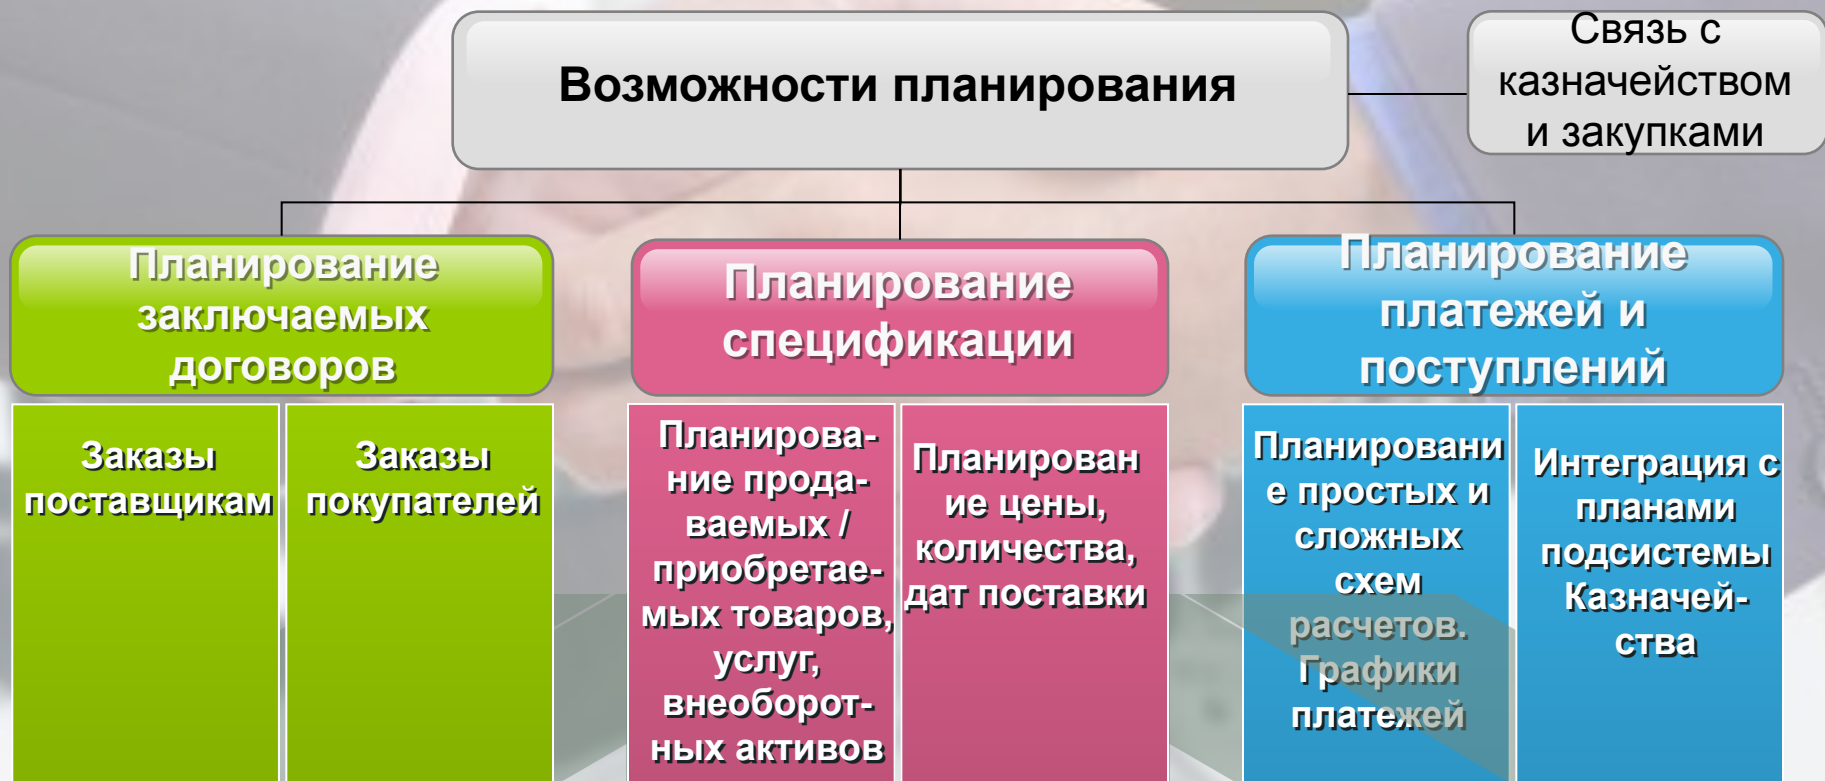 Возможности планирования
Связь с
казначейством
и закупками
Планирование
заключаемых
договоров
Планирование
спецификации
Планирование
платежей и
поступлений
Заказы
поставщикам
Заказы
покупателей
Планирова-
ние прода-
ваемых /
приобретае-
мых товаров,
услуг,
внеоборот-
ных активов
Планирован
ие цены,
количества,
дат поставки
Планировани
е простых и
сложных
схем
расчетов.
Графики
платежей
Интеграция с
планами
подсистемы
Казначей-
ства